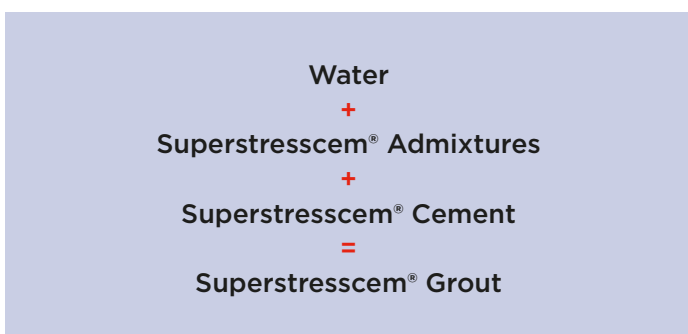 Water
+
Superstresscem® Admixtures
+
Superstresscem® Cement
=
Superstresscem® Grout